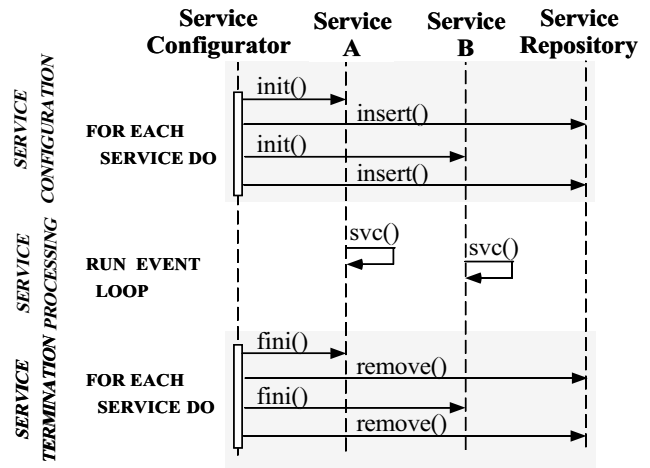 Service Configurator
Service A
Service B
Service Repository
SERVICE CONFIGURATION
FOR EACH
SERVICE DO
init()
insert()
init()
insert()
SERVICE PROCESSING
RUN EVENT
LOOP
svc()
svc()
SERVICE TERMINATION
FOR EACH
SERVICE DO
fini()
remove()
fini()
remove()